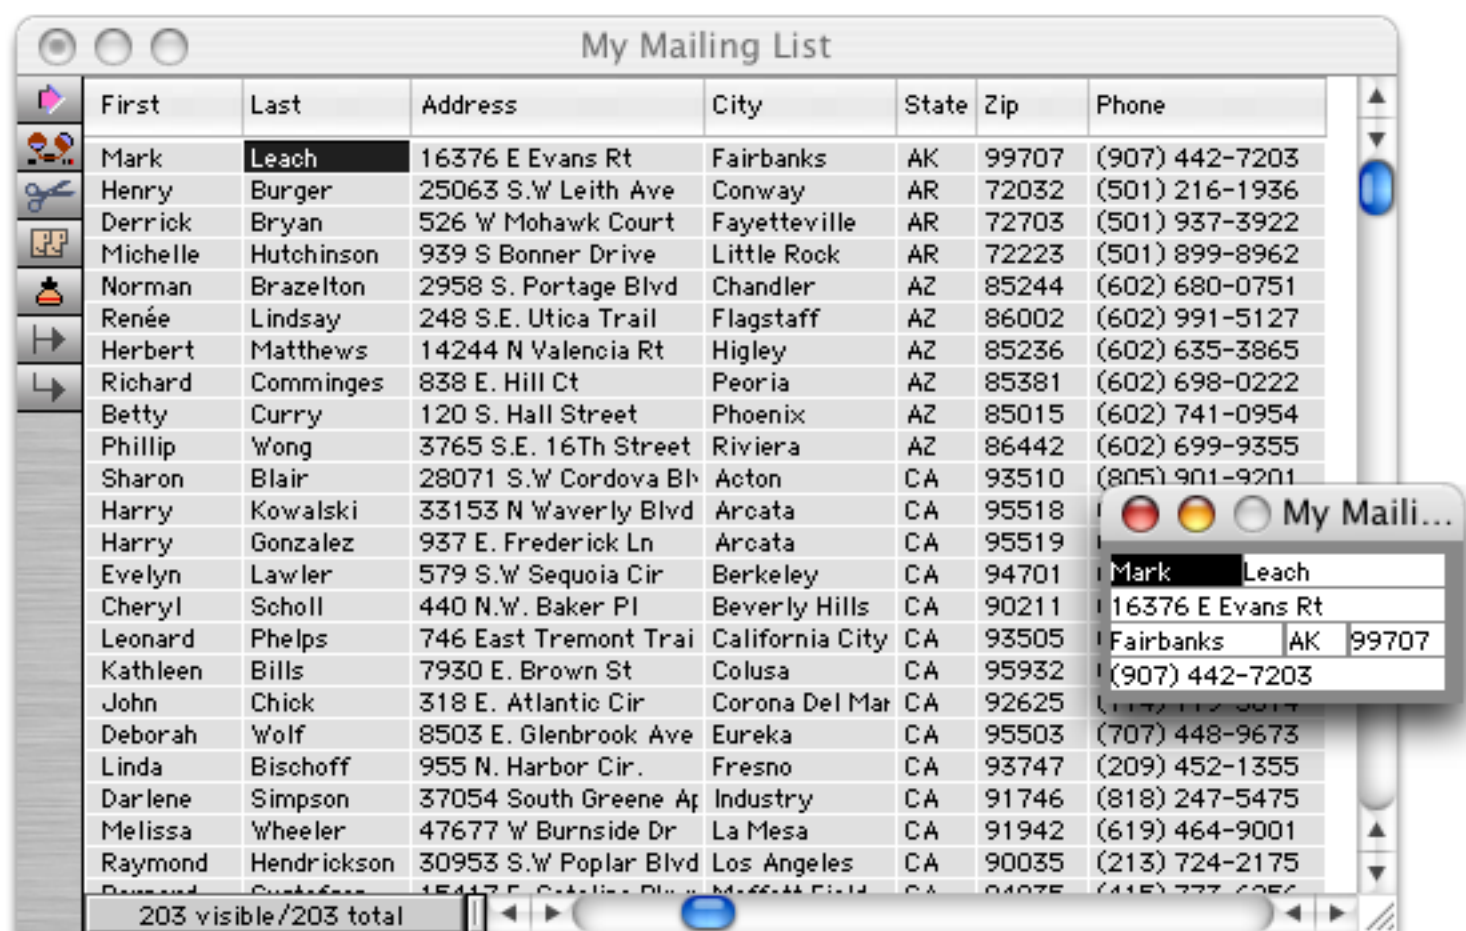 My Mailing List
First Last Address City State Zip Phone
Mark Leach 16376 E Evans Rt Fairbanks AK 99707 (907) 442-7203
Henry Burger 25063 S.W Leith Ave Conway AR 72032 (501) 216-1936
Derrick Bryan 526 W Mohawk Court Fayetteville AR 72703 (501) 937-3922
Michelle Hutchinson 939 S Bonner Drive Little Rock AR 72223 (501) 899-8962
Norman Brazelton 2958 S. Portage Blvd Chandler AZ 85244 (602) 680-0751
Renée Lindsay 248 S.E. Utica Trail Flagstaff AZ 86002 (602) 991-5127
Herbert Matthews 14244 N Valencia Rt Higley AZ 85236 (602) 635-3865
Richard Comminges 838 E. Hill Ct Peoria AZ 85381 (602) 698-0222
Betty Curry 120 S. Hall Street Phoenix AZ 85015 (602) 741-0954
Phillip Wong 3765 S.E. 16Th Street Riviera AZ 86442 (602) 699-9355
Sharon Blair 28071 S.W Cordova Acton CA 93510 (805) 901-9201
Harry Kowalski 33153 N Waverly Blvd Arcata CA 95518
Harry Gonzalez 937 E. Frederick Ln Arcata CA 95519
Evelyn Lawler 579 S.W Sequoia Cir Berkeley CA 94701
Cheryl Scholl 440 N.W. Baker Pl Beverly Hills CA 90211
Leonard Phelps 746 East Tremont Trai California City CA 93505
Kathleen Bills 7930 E. Brown St Colusa CA 95932
John Chick 318 E. Atlantic Cir Corona Del Mar CA 92625
Deborah Wolf 8503 E. Glenbrook Ave Eureka CA 95503 (707) 448-9673
Linda Bischoff 955 N. Harbor Cir. Fresno CA 93747 (209) 452-1355
Darlene Simpson 37054 South Greene Industry CA 91746 (818) 247-5475
Melissa Wheeler 47677 W Burnside Dr La Mesa CA 91942 (619) 464-9001
Raymond Hendrickson 30953 S.W Poplar Blvd Los Angeles CA 90035 (213) 724-2175
203 visible/203 total
My Maili...
Mark Leach
16376 E Evans Rt
Fairbanks AK 99707
(907) 442-7203